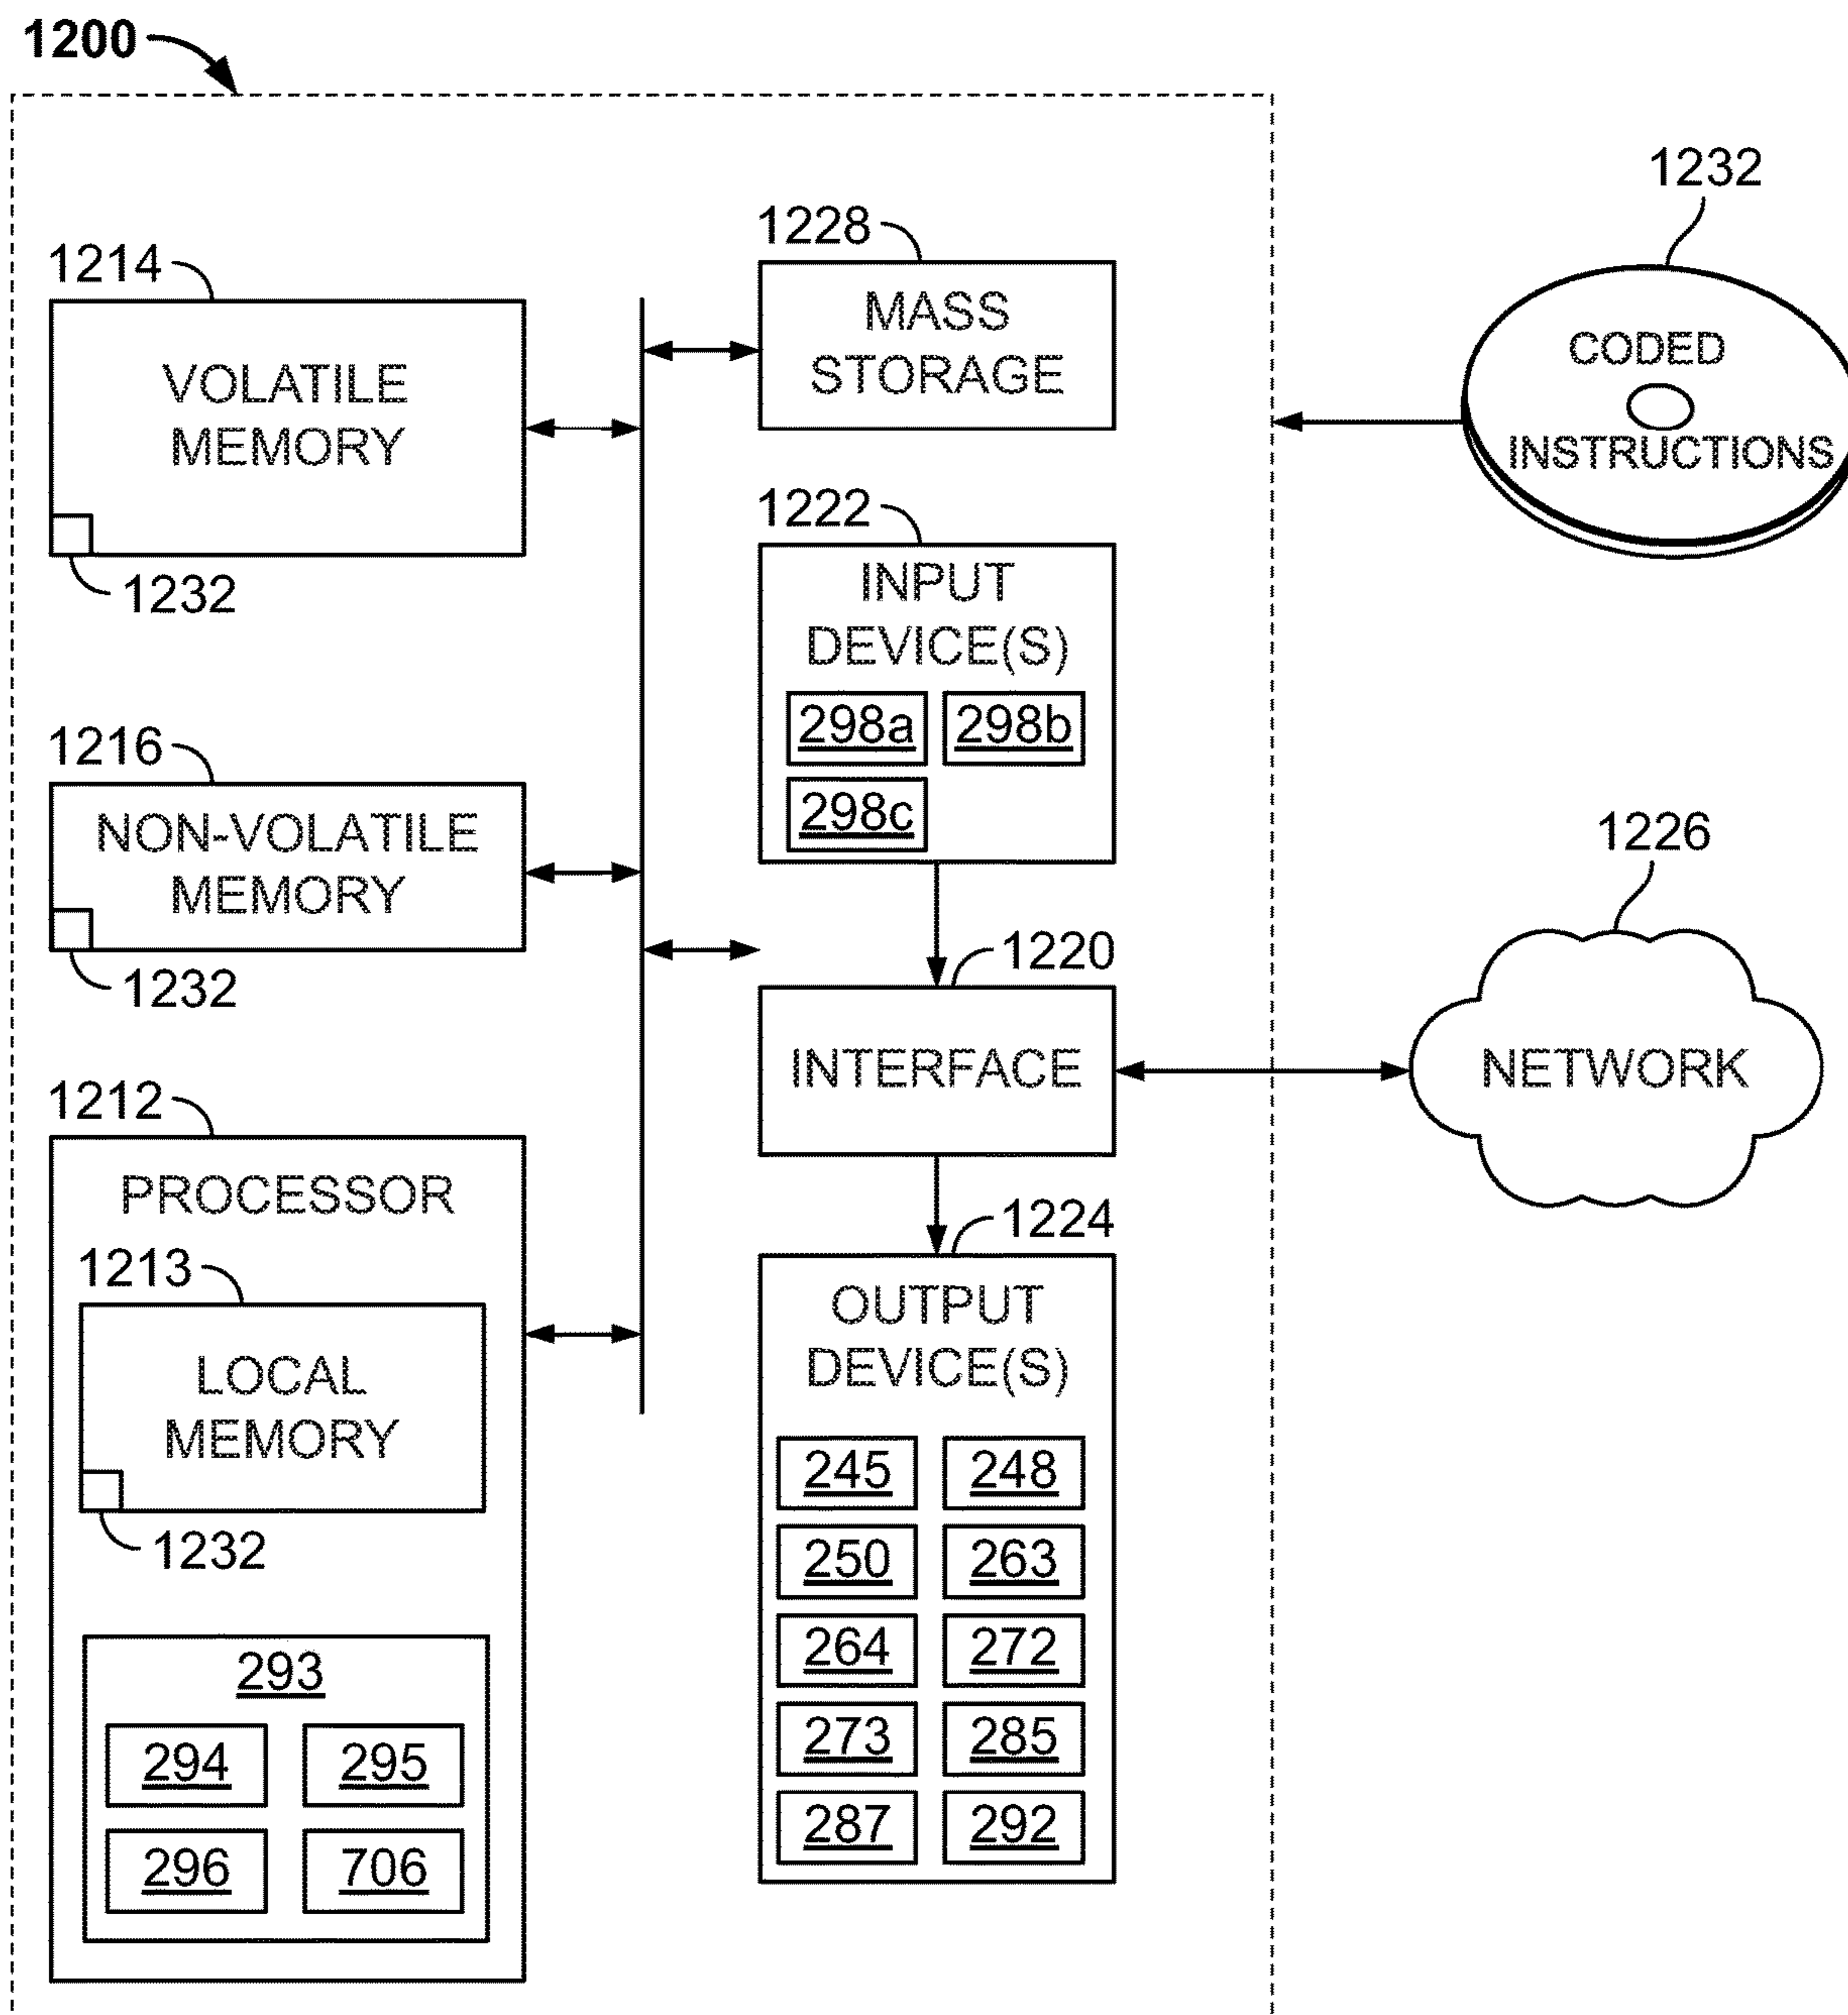 1200
1214
VOLATILE
MEMORY
1232
1216
NON-VOLATILE
MEMORY
1232
1212
PROCESSOR
1213
LOCAL
MEMORY
1232
293
294 295
296 706
1228
MASS
STORAGE
1222
INPUT
DEVICE(S)
298a 298b
298c
1220
INTERFACE
1224
OUTPUT
DEVICE(S)
245 248
250 263
264 272
273 285
287 292
1232
CODED
INSTRUCTIONS
1226
NETWORK